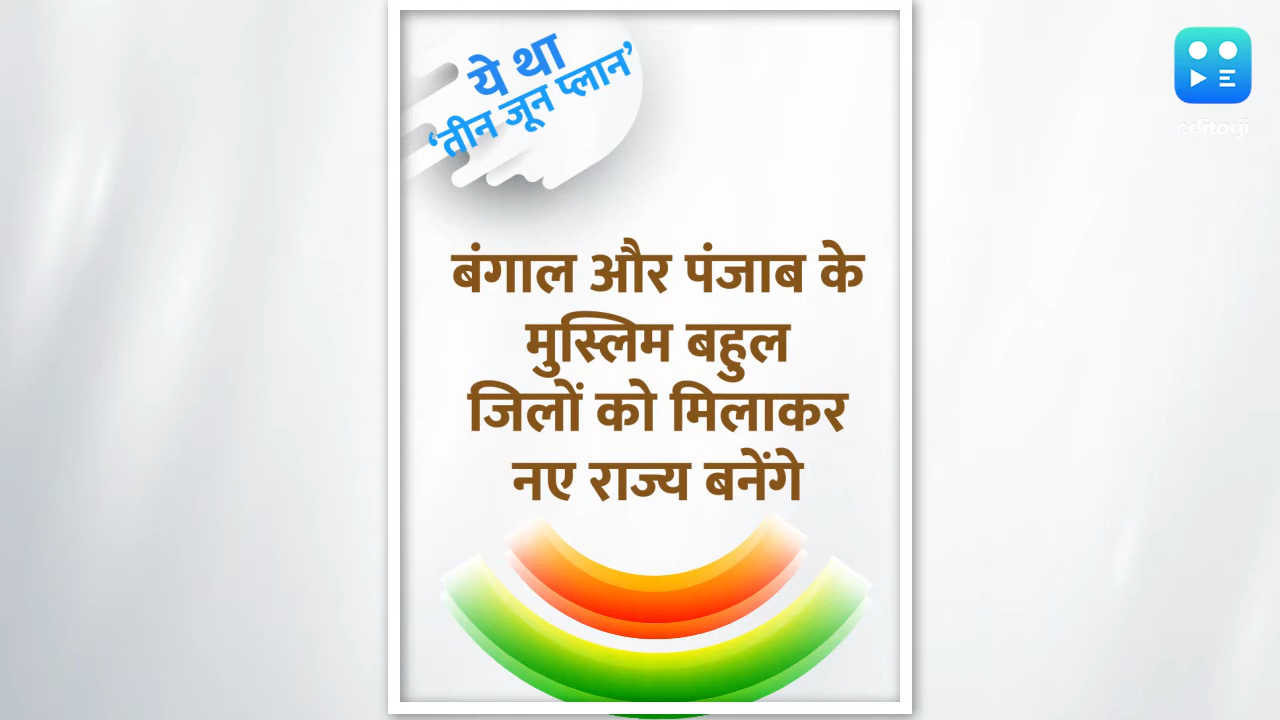 ये था
‘तीन जून प्लान’
बंगाल और पंजाब के
मुस्लिम बहुल
जिलों को मिलाकर
नए राज्य बनेंगे
editorji